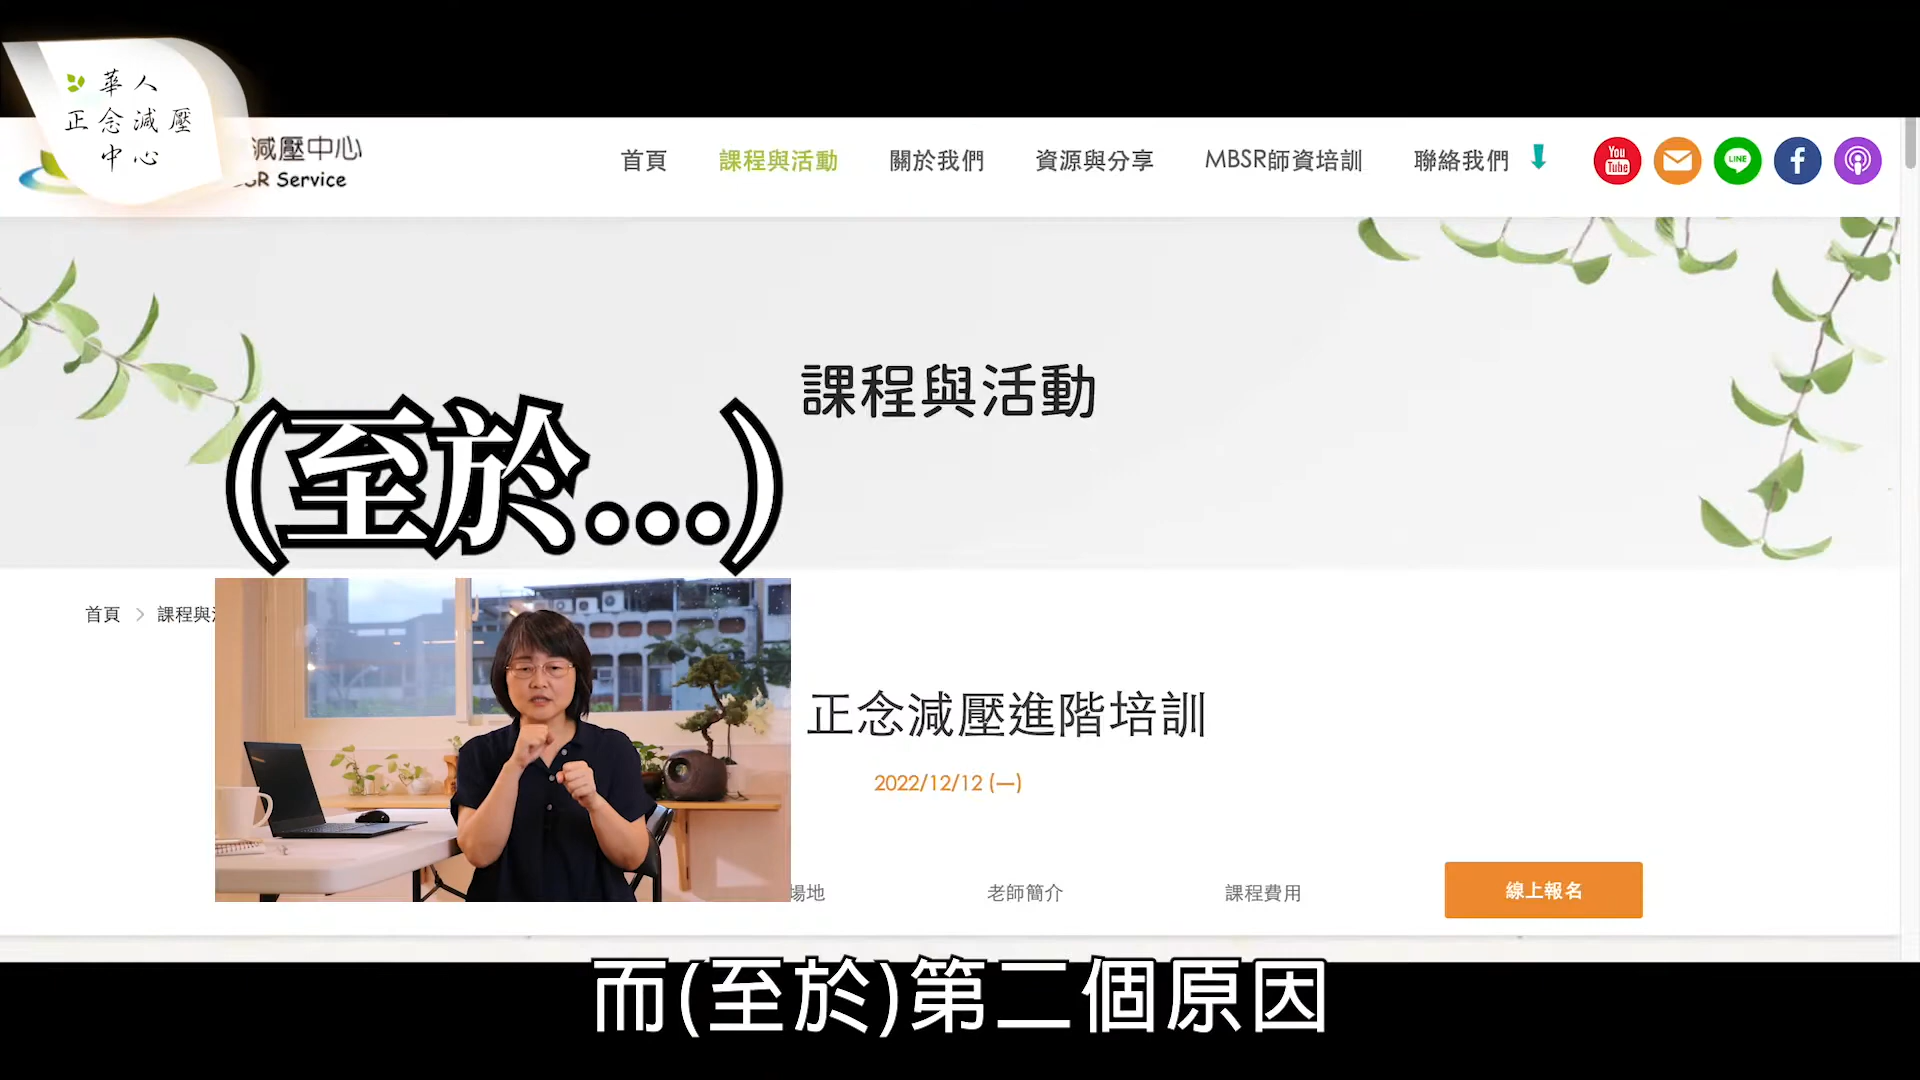 華人
正念減壓
中心
減壓中心
SR Service
首頁
課程與活動
關於我們
資源與分享
MBSR師資培訓
聯絡我們
You
Tube
LINE
f
課程與活動
(至於...)
首頁 > 課程與
正念減壓進階培訓
2022/12/12 (一)
場地
老師簡介
課程費用
線上報名
而(至於)第二個原因